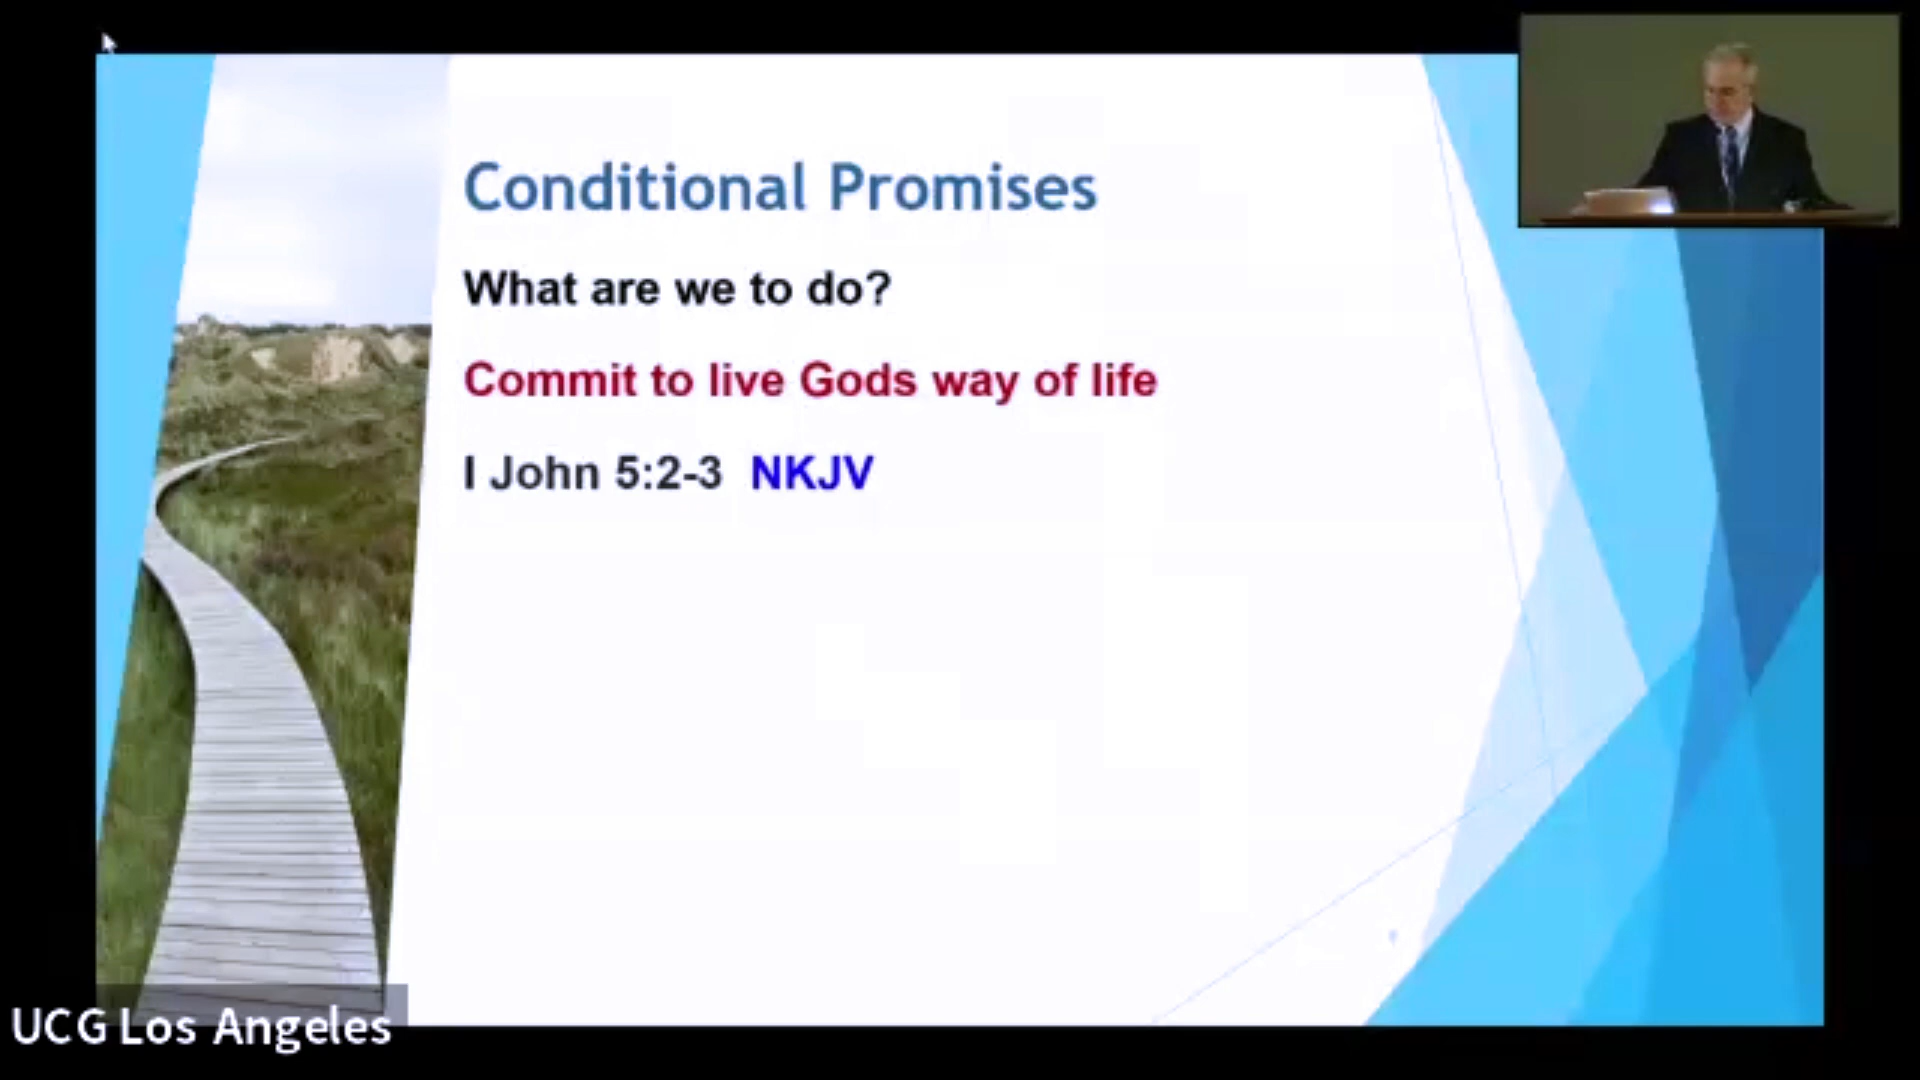 Conditional Promises
What are we to do?
Commit to live Gods way of life
I John 5:2-3 NKJV
UCG Los Angeles